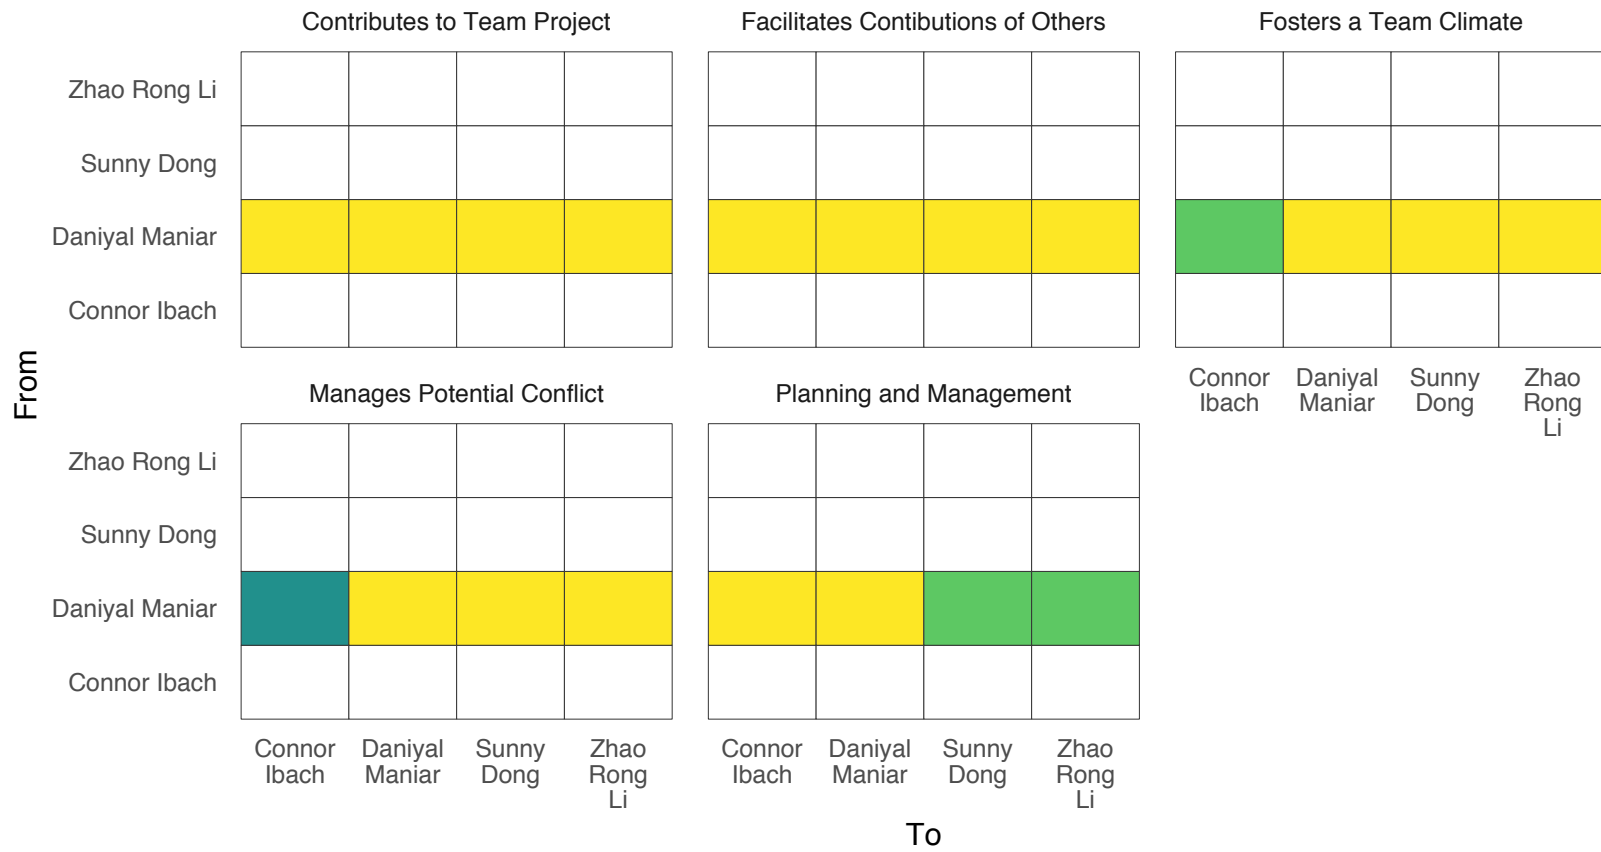 Contributes to Team Project
Facilitates Contibutions of Others
Fosters a Team Climate
Zhao Rong Li
Sunny Dong
Daniyal Maniar
Connor Ibach
Connor
Ibach
Daniyal
Maniar
Sunny
Dong
Zhao
Rong
Li
From
Manages Potential Conflict
Planning and Management
Zhao Rong Li
Sunny Dong
Daniyal Maniar
Connor Ibach
Connor
Ibach
Daniyal
Maniar
Sunny
Dong
Zhao
Rong
Li
Connor
Ibach
Daniyal
Maniar
Sunny
Dong
Zhao
Rong
Li
To